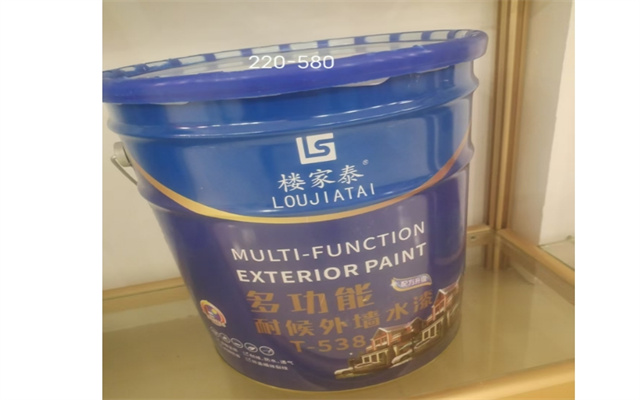 220-580
LS
楼家泰®
LOUJIATAI
MULTI-FUNCTION
EXTERIOR PAINT
多功能
耐候外墙水漆
T-538